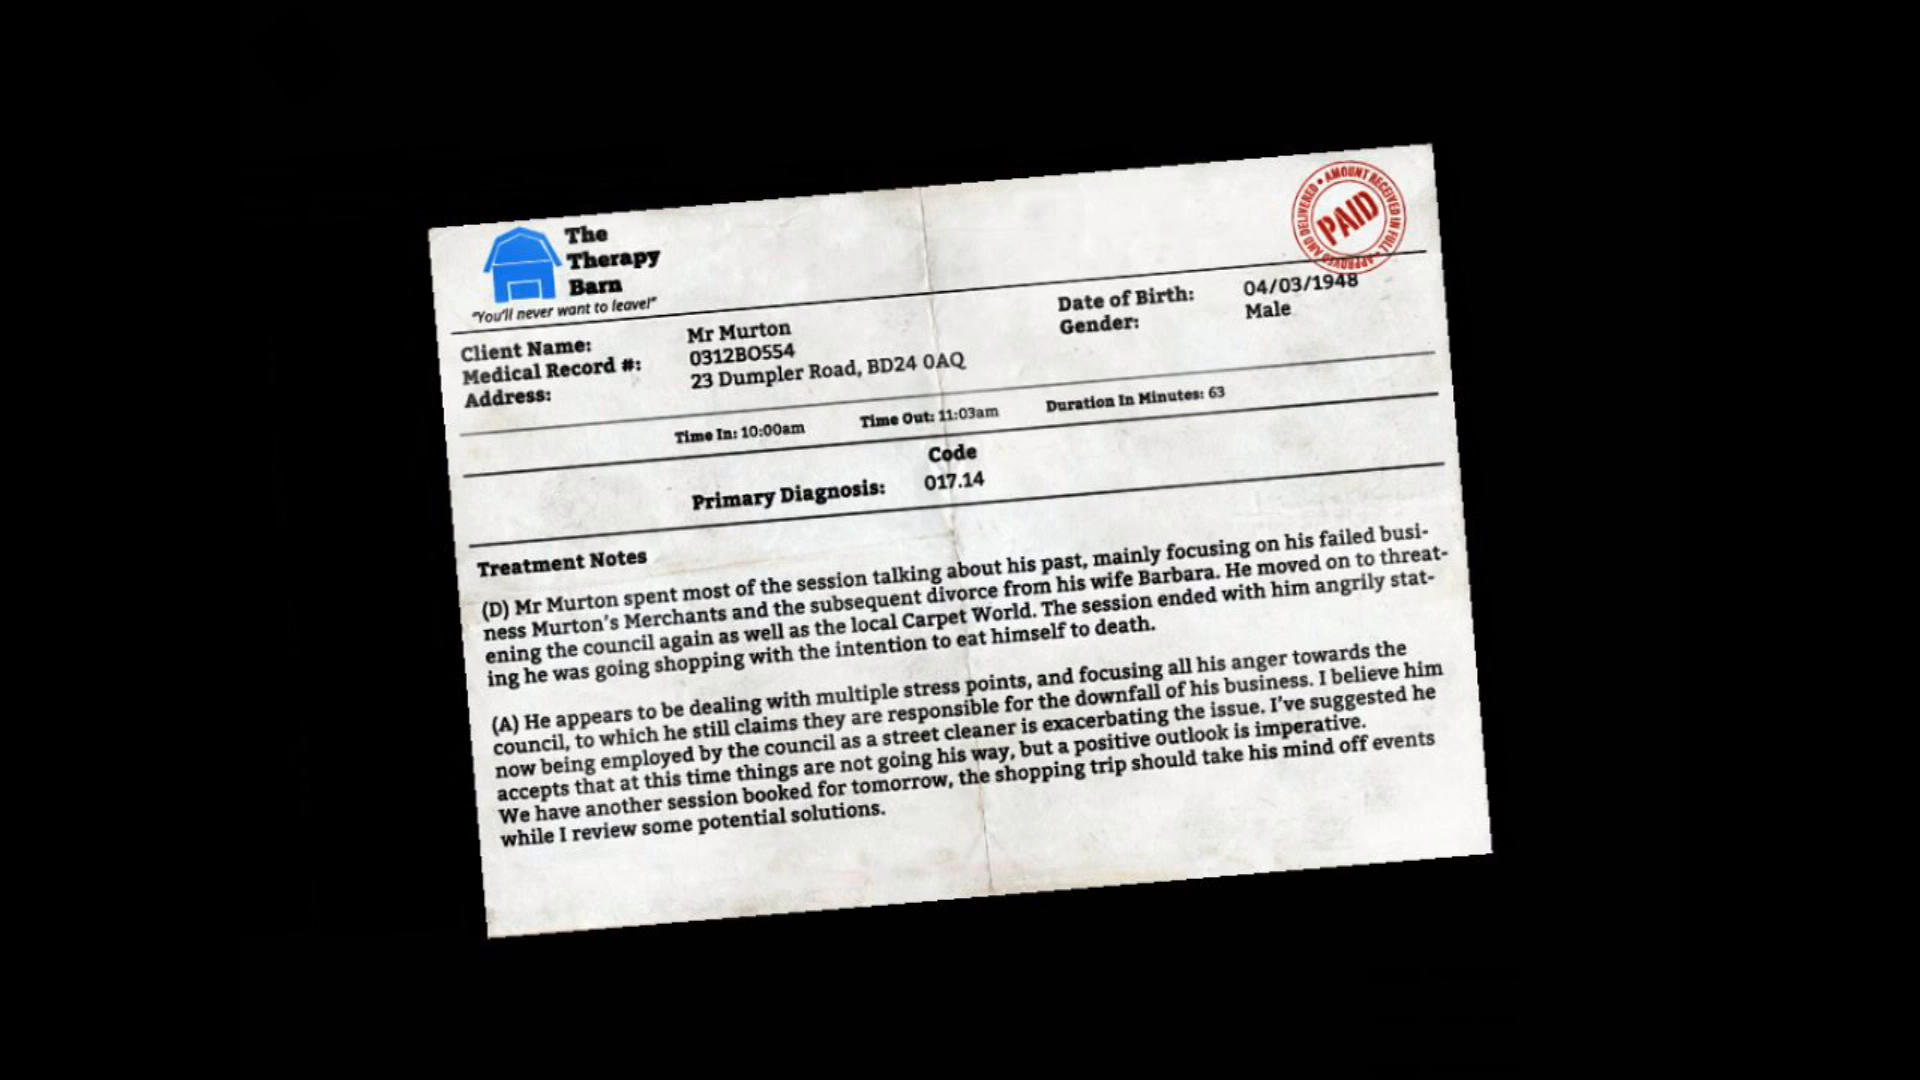 The
Therapy
Barn
"You'll never want to leave!"
AMOUNT RECEIVED IN FULL • APPROVED AND DELIVERED •
PAID
Client Name: Mr Murton
Medical Record #: 0312BO554
Address: 23 Dumpler Road, BD24 0AQ
Date of Birth: 04/03/1948
Gender: Male
Time In: 10:00am Time Out: 11:03am Duration In Minutes: 63
Code
Primary Diagnosis: 017.14
Treatment Notes
(D) Mr Murton spent most of the session talking about his past, mainly focusing on his failed busi-
ness Murton's Merchants and the subsequent divorce from his wife Barbara. He moved on to threat-
ening the council again as well as the local Carpet World. The session ended with him angrily stat-
ing he was going shopping with the intention to eat himself to death.
(A) He appears to be dealing with multiple stress points, and focusing all his anger towards the
council, to which he still claims they are responsible for the downfall of his business. I believe him
now being employed by the council as a street cleaner is exacerbating the issue. I've suggested he
accepts that at this time things are not going his way, but a positive outlook is imperative.
We have another session booked for tomorrow, the shopping trip should take his mind off events
while I review some potential solutions.